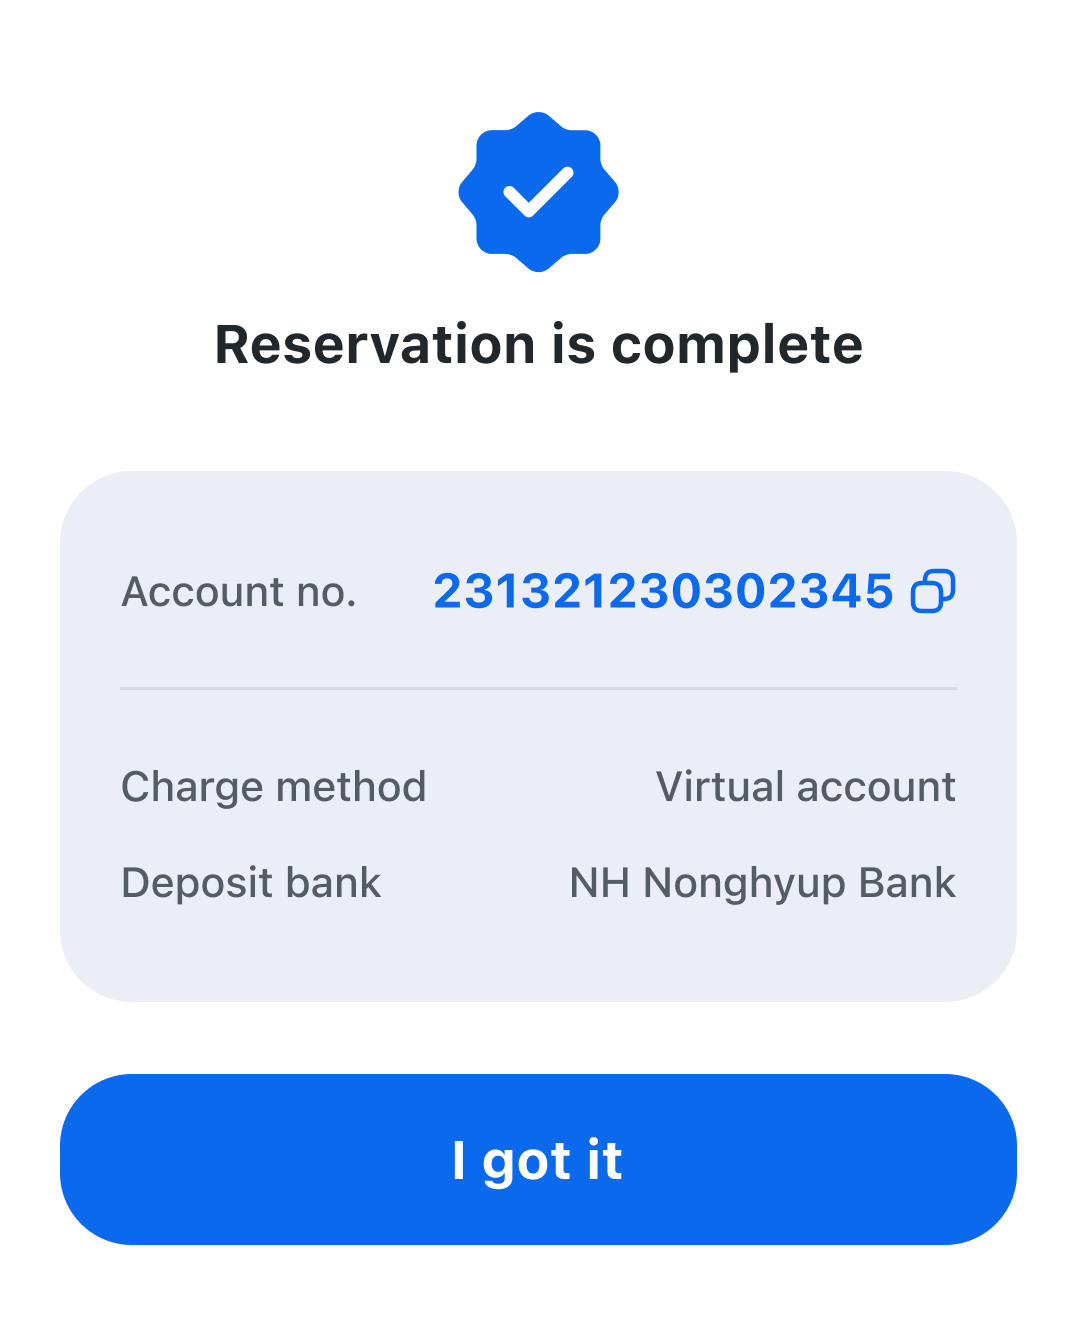 Reservation is complete
Account no. 231321230302345
Charge method Virtual account
Deposit bank NH Nonghyup Bank
I got it